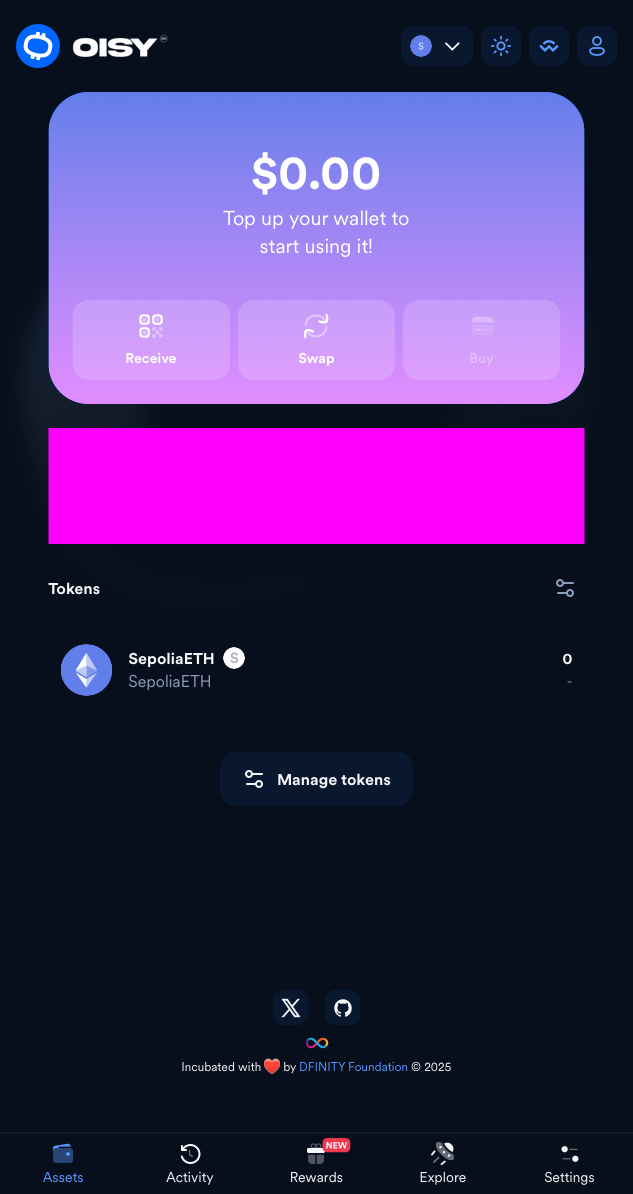 OISY
S
$0.00
Top up your wallet to
start using it!
Receive
Swap
Buy
Tokens
SepoliaETH S
0
SepoliaETH
-
Manage tokens
Incubated with ❤️ by DFINITY Foundation © 2025
NEW
Assets
Activity
Rewards
Explore
Settings